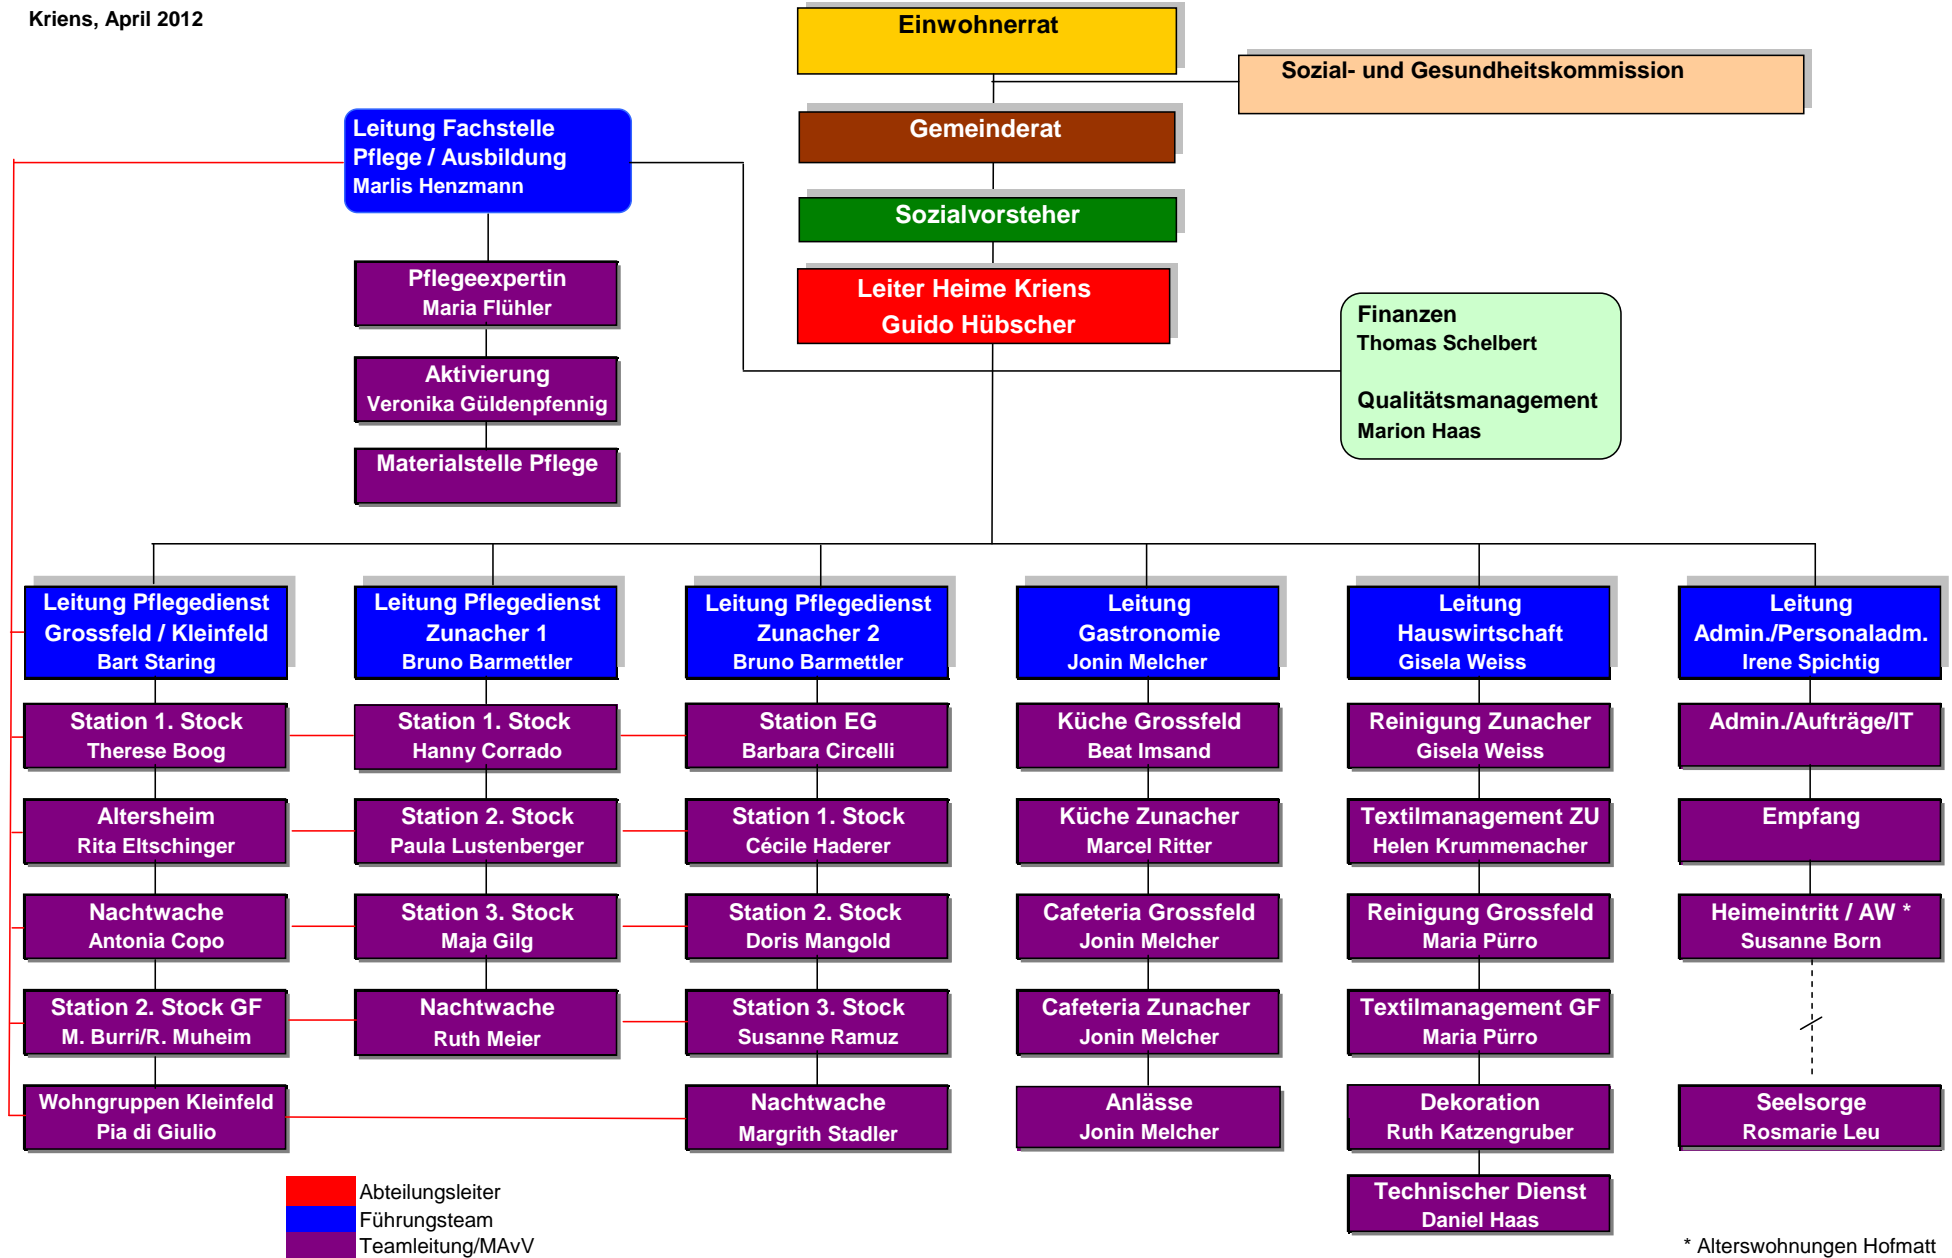 Kriens, April 2012
Einwohnerrat
Sozial- und Gesundheitskommission
Gemeinderat
Leitung Fachstelle
Pflege / Ausbildung
Marlis Henzmann
Sozialvorsteher
Pflegeexpertin
Maria Flühler
Leiter Heime Kriens
Guido Hübscher
Finanzen
Thomas Schelbert
Qualitätsmanagement
Marion Haas
Aktivierung
Veronika Güldenpfennig
Materialstelle Pflege
Leitung Pflegedienst
Grossfeld / Kleinfeld
Bart Staring
Station 1. Stock
Therese Boog
Altersheim
Rita Eltschinger
Nachtwache
Antonia Copo
Station 2. Stock GF
M. Burri/R. Muheim
Wohngruppen Kleinfeld
Pia di Giulio
Leitung Pflegedienst
Zunacher 1
Bruno Barmettler
Station 1. Stock
Hanny Corrado
Station 2. Stock
Paula Lustenberger
Station 3. Stock
Maja Gilg
Nachtwache
Ruth Meier
Leitung Pflegedienst
Zunacher 2
Bruno Barmettler
Station EG
Barbara Circelli
Station 1. Stock
Cécile Haderer
Station 2. Stock
Doris Mangold
Station 3. Stock
Susanne Ramuz
Nachtwache
Margrith Stadler
Leitung
Gastronomie
Jonin Melcher
Küche Grossfeld
Beat Imsand
Küche Zunacher
Marcel Ritter
Cafeteria Grossfeld
Jonin Melcher
Cafeteria Zunacher
Jonin Melcher
Anlässe
Jonin Melcher
Leitung
Hauswirtschaft
Gisela Weiss
Reinigung Zunacher
Gisela Weiss
Textilmanagement ZU
Helen Krummenacher
Reinigung Grossfeld
Maria Pürro
Textilmanagement GF
Maria Pürro
Dekoration
Ruth Katzengruber
Technischer Dienst
Daniel Haas
Leitung
Admin./Personaladm.
Irene Spichtig
Admin./Aufträge/IT
Empfang
Heimeintritt / AW *
Susanne Born
Seelsorge
Rosmarie Leu
Abteilungsleiter
Führungsteam
Teamleitung/MAvV
* Alterswohnungen Hofmatt